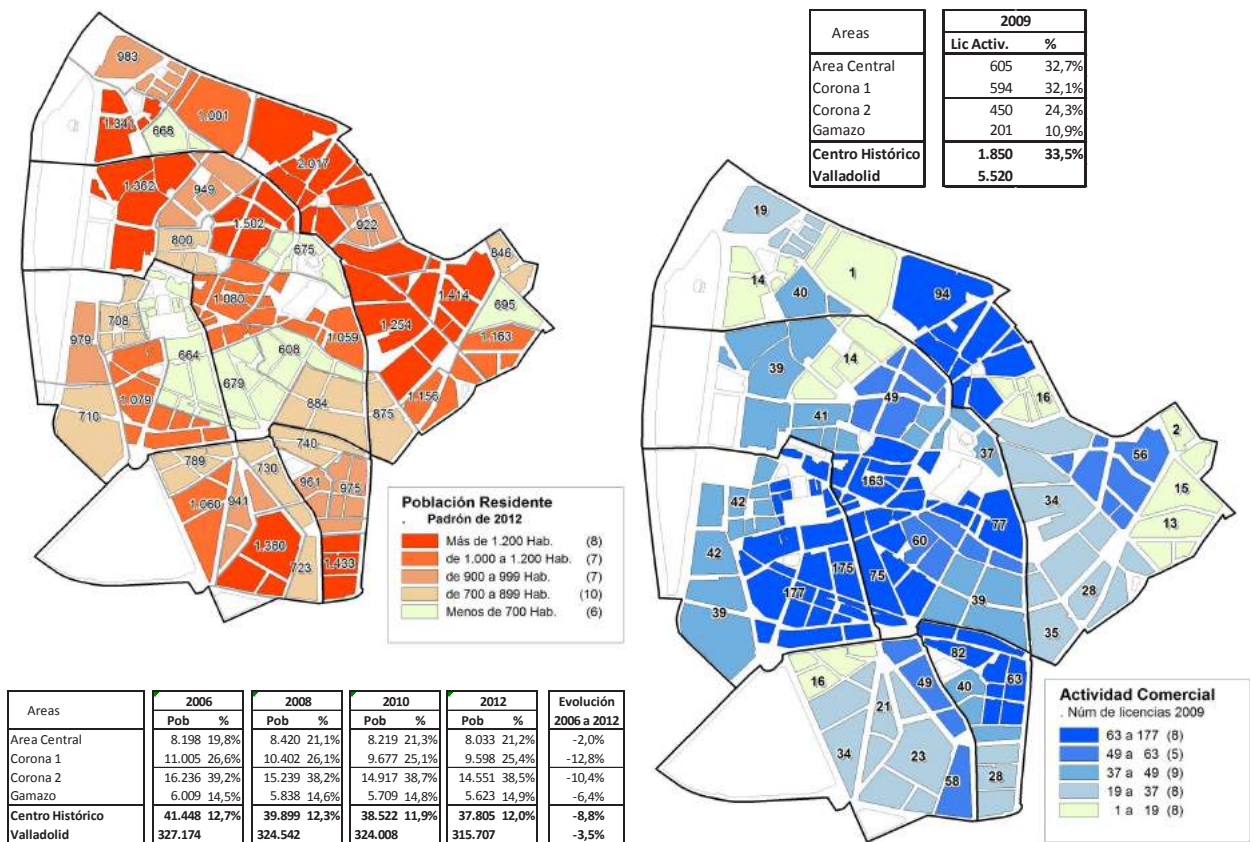 983
1.341
668
1.001
2.017
1.362
949
1.502
922
800
675
846
1.414
695
1.080
1.254
708
1.059
1.163
979
664
608
679
1.156
1.079
884
875
710
740
789
730
961
975
1.060
941
1.380
723
1.433
Población Residente
. Padrón de 2012
Más de 1.200 Hab. (8)
de 1.000 a 1.200 Hab. (7)
de 900 a 999 Hab. (7)
de 700 a 899 Hab. (10)
Menos de 700 Hab. (6)
Areas 2009
Lic Activ. %
Area Central 605 32,7%
Corona 1 594 32,1%
Corona 2 450 24,3%
Gamazo 201 10,9%
Centro Histórico 1.850 33,5%
Valladolid 5.520
19
14
1
40
94
39
14
49
16
41
37
2
56
163
15
42
34
77
13
60
42
175
75
177
28
39
39
35
82
16
49
40
63
21
34
23
58
28
Actividad Comercial
. Núm de licencias 2009
63 a 177 (8)
49 a 63 (5)
37 a 49 (9)
19 a 37 (8)
1 a 19 (8)
Areas 2006 2008 2010 2012 Evolución
Pob % Pob % Pob % Pob % 2006 a 2012
Area Central 8.198 19,8% 8.420 21,1% 8.219 21,3% 8.033 21,2% -2,0%
Corona 1 11.005 26,6% 10.402 26,1% 9.677 25,1% 9.598 25,4% -12,8%
Corona 2 16.236 39,2% 15.239 38,2% 14.917 38,7% 14.551 38,5% -10,4%
Gamazo 6.009 14,5% 5.838 14,6% 5.709 14,8% 5.623 14,9% -6,4%
Centro Histórico 41.448 12,7% 39.899 12,3% 38.522 11,9% 37.805 12,0% -8,8%
Valladolid 327.174 324.542 324.008 315.707 -3,5%